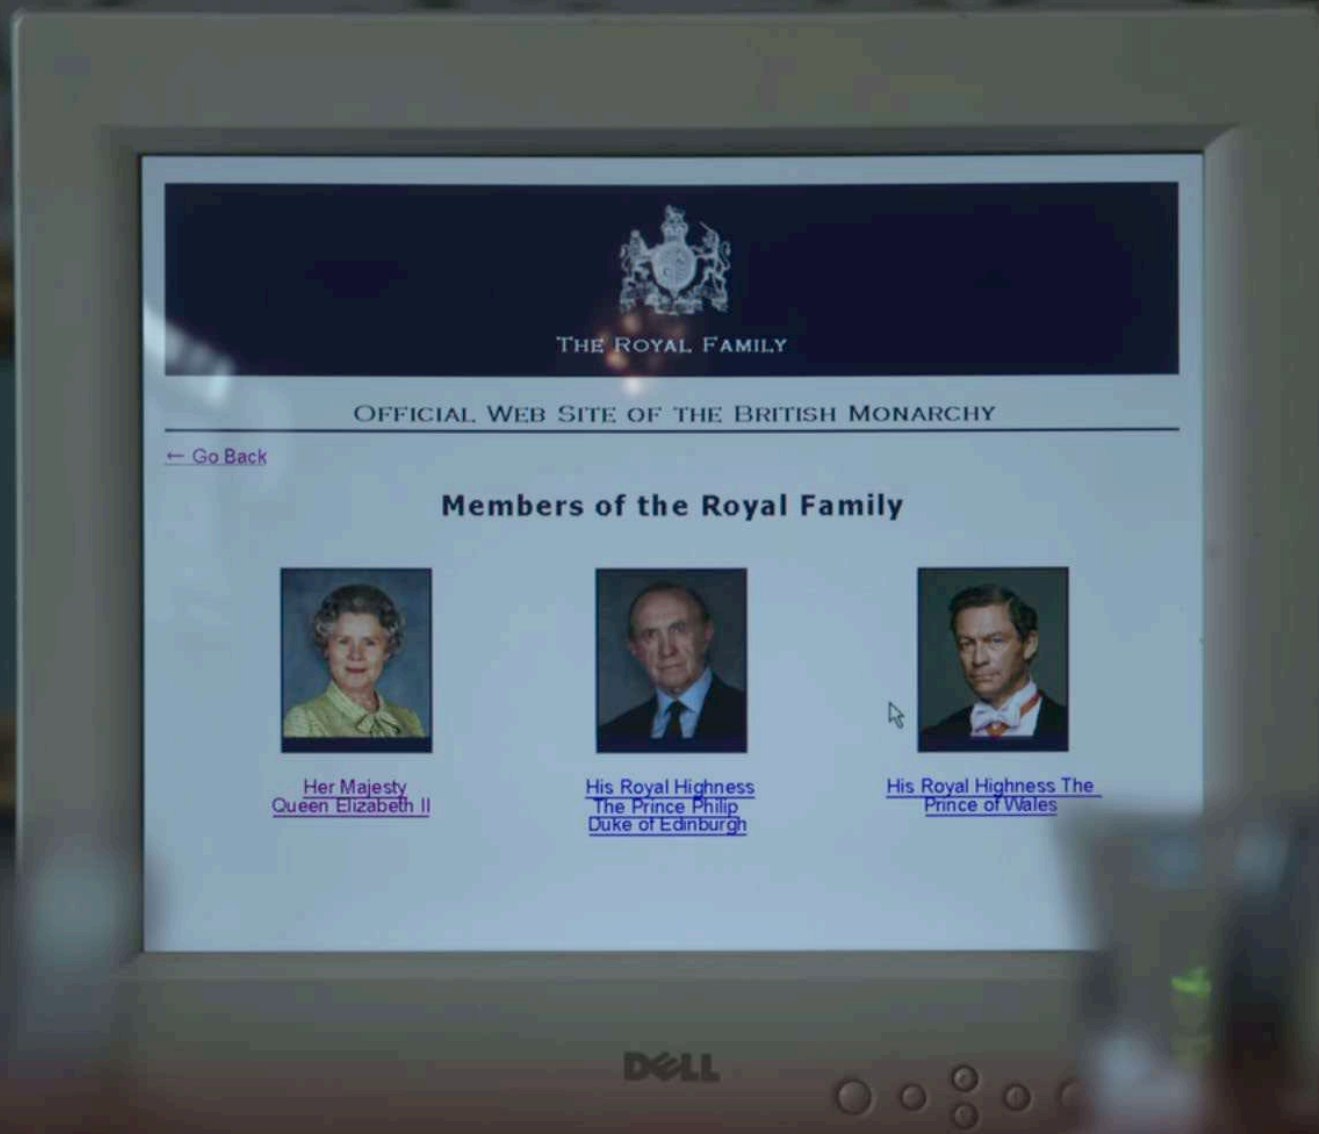 THE ROYAL FAMILY
OFFICIAL WEB SITE OF THE BRITISH MONARCHY
← Go Back
Members of the Royal Family
Her Majesty
Queen Elizabeth II
His Royal Highness
The Prince Philip
Duke of Edinburgh
His Royal Highness The
Prince of Wales
DELL